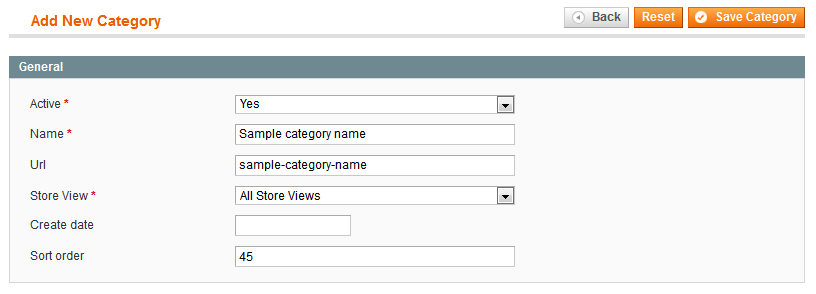 Add New Category
Back Reset Save Category
General
Active * Yes
Name * Sample category name
Url sample-category-name
Store View * All Store Views
Create date
Sort order 45